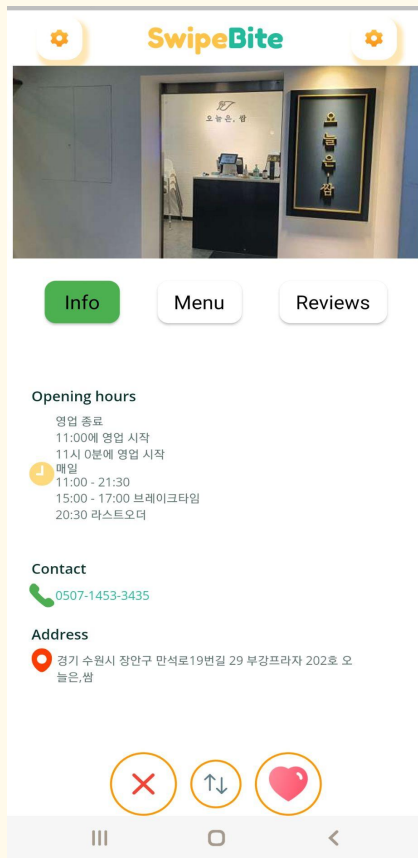 SwipeBite
오늘은, 쌈
오늘은, 쌈
Info
Menu
Reviews
Opening hours
영업 종료
11:00에 영업 시작
11시 0분에 영업 시작
매일
11:00 - 21:30
15:00 - 17:00 브레이크타임
20:30 라스트오더
Contact
0507-1453-3435
Address
경기 수원시 장안구 만석로19번길 29 부강프라자 202호 오
늘은,쌈